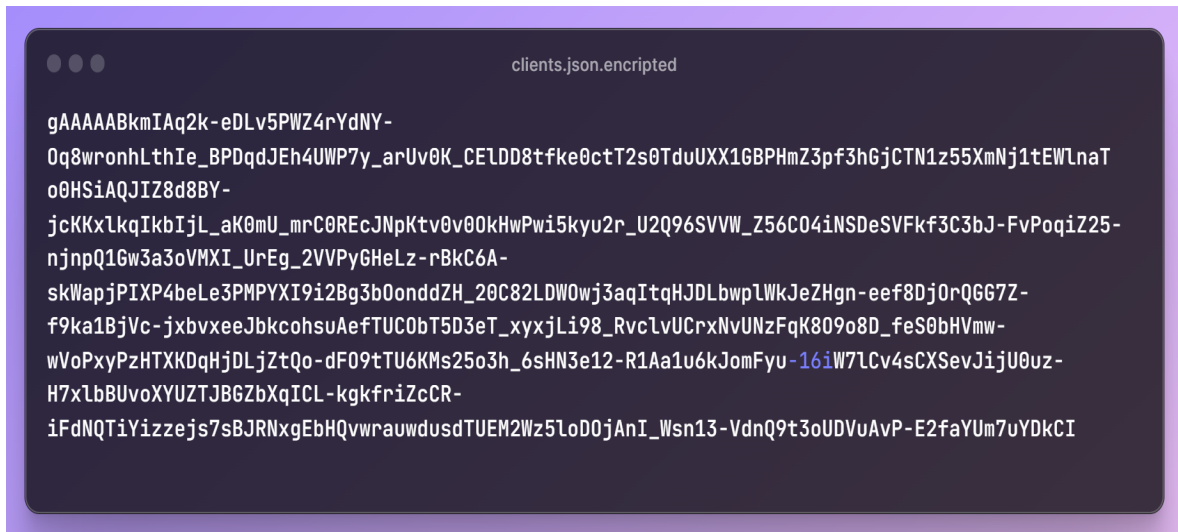 clients.json.encripted
gAAAAABkmIAq2k-eDLv5PWZ4rYdNY-
Oq8wronhLthIe_BPDqdJEh4UWP7y_arUv0K_CElDD8tfke0ctT2s0TduUXX1GBPHmZ3pf3hGjCTN1z55XmNj1tEWlnaT
o0HSiAQJIZ8d8BY-
jcKKxlkqIkbIjL_aK0mU_mrC0REcJNpKtv0v0OkHwPwi5kyu2r_U2Q96SVVW_Z56CO4iNSDeSVFkf3C3bJ-FvPoqiZ25-
njnpQ1Gw3a3oVMXI_UrEg_2VVPyGHeLz-rBkC6A-
skWapjPIXP4beLe3PMPYXI9i2Bg3bOonddZH_20C82LDWOwj3aqItqHJDLbwplWkJeZHgn-eef8DjOrQGG7Z-
f9ka1BjVc-jxbvxeeJbkcohsuAefTUCObT5D3eT_xyxjLi98_RvclvUCrxNvUNzFqK8O9o8D_feS0bHVmw-
wVoPxyPzHTXKDqHjDLjZtQo-dFO9tTU6KMs25o3h_6sHN3e12-R1Aa1u6kJomFyu-16iW7lCv4sCXSevJijU0uz-
H7xlbBUvoXYUZTJBGZbXqICL-kgkfriZcCR-
iFdNQTiYizzejs7sBJRNxgEbHQvwrauwdusdTUEM2Wz5loDOjAnI_Wsn13-VdnQ9t3oUDVuAvP-E2faYUm7uYDkCI